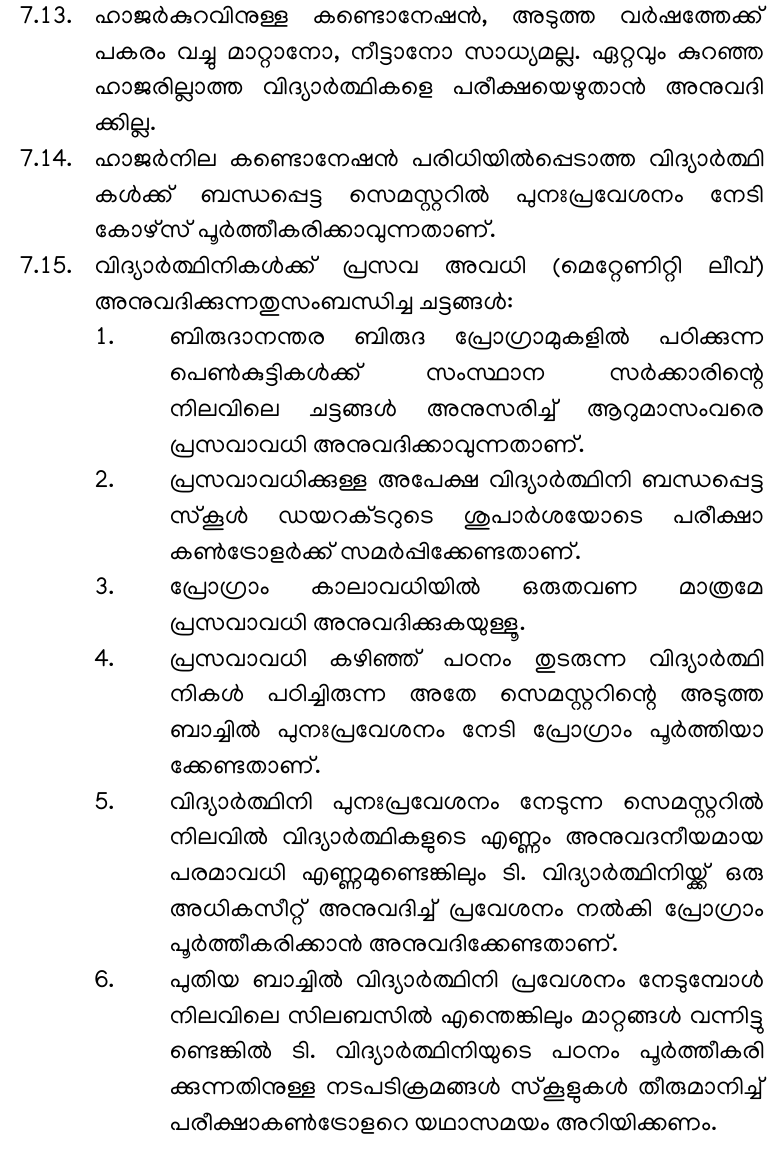 7.13. ഹാജർകുറവിനുള്ള കണ്ടൊനേഷൻ, അടുത്ത വർഷത്തേക്ക്
പകരം വച്ചു മാറ്റാനോ, നീട്ടാനോ സാധ്യമല്ല. ഏറ്റവും കുറഞ്ഞ
ഹാജരില്ലാത്ത വിദ്യാർത്ഥികളെ പരീക്ഷയെഴുതാൻ അനുവദി
ക്കില്ല.
7.14. ഹാജർനില കണ്ടൊനേഷൻ പരിധിയിൽപ്പെടാത്ത വിദ്യാർത്ഥി
കൾക്ക് ബന്ധപ്പെട്ട സെമസ്റ്ററിൽ പുനഃപ്രവേശനം നേടി
കോഴ്സ് പൂർത്തീകരിക്കാവുന്നതാണ്.
7.15. വിദ്യാർത്ഥിനികൾക്ക് പ്രസവ അവധി (മെറ്റേണിറ്റി ലീവ്)
അനുവദിക്കുന്നതുസംബന്ധിച്ച ചട്ടങ്ങൾ:
1. ബിരുദാനന്തര ബിരുദ പ്രോഗ്രാമുകളിൽ പഠിക്കുന്ന
പെൺകുട്ടികൾക്ക് സംസ്ഥാന സർക്കാരിന്റെ
നിലവിലെ ചട്ടങ്ങൾ അനുസരിച്ച് ആറുമാസംവരെ
പ്രസവാവധി അനുവദിക്കാവുന്നതാണ്.
2. പ്രസവാവധിക്കുള്ള അപേക്ഷ വിദ്യാർത്ഥിനി ബന്ധപ്പെട്ട
സ്കൂൾ ഡയറക്ടറുടെ ശുപാർശയോടെ പരീക്ഷാ
കൺട്രോളർക്ക് സമർപ്പിക്കേണ്ടതാണ്.
3. പ്രോഗ്രാം കാലാവധിയിൽ ഒരുതവണ മാത്രമേ
പ്രസവാവധി അനുവദിക്കുകയുള്ളൂ.
4. പ്രസവാവധി കഴിഞ്ഞ് പഠനം തുടരുന്ന വിദ്യാർത്ഥി
നികൾ പഠിച്ചിരുന്ന അതേ സെമസ്റ്ററിന്റെ അടുത്ത
ബാച്ചിൽ പുനഃപ്രവേശനം നേടി പ്രോഗ്രാം പൂർത്തിയാ
ക്കേണ്ടതാണ്.
5. വിദ്യാർത്ഥിനി പുനഃപ്രവേശനം നേടുന്ന സെമസ്റ്ററിൽ
നിലവിൽ വിദ്യാർത്ഥികളുടെ എണ്ണം അനുവദനീയമായ
പരമാവധി എണ്ണമുണ്ടെങ്കിലും ടി. വിദ്യാർത്ഥിനിയ്ക്ക് ഒരു
അധികസീറ്റ് അനുവദിച്ച് പ്രവേശനം നൽകി പ്രോഗ്രാം
പൂർത്തീകരിക്കാൻ അനുവദിക്കേണ്ടതാണ്.
6. പുതിയ ബാച്ചിൽ വിദ്യാർത്ഥിനി പ്രവേശനം നേടുമ്പോൾ
നിലവിലെ സിലബസിൽ എന്തെങ്കിലും മാറ്റങ്ങൾ വന്നിട്ടു
ണ്ടെങ്കിൽ ടി. വിദ്യാർത്ഥിനിയുടെ പഠനം പൂർത്തീകരി
ക്കുന്നതിനുള്ള നടപടിക്രമങ്ങൾ സ്കൂളുകൾ തീരുമാനിച്ച്
പരീക്ഷാകൺട്രോളറെ യഥാസമയം അറിയിക്കണം.